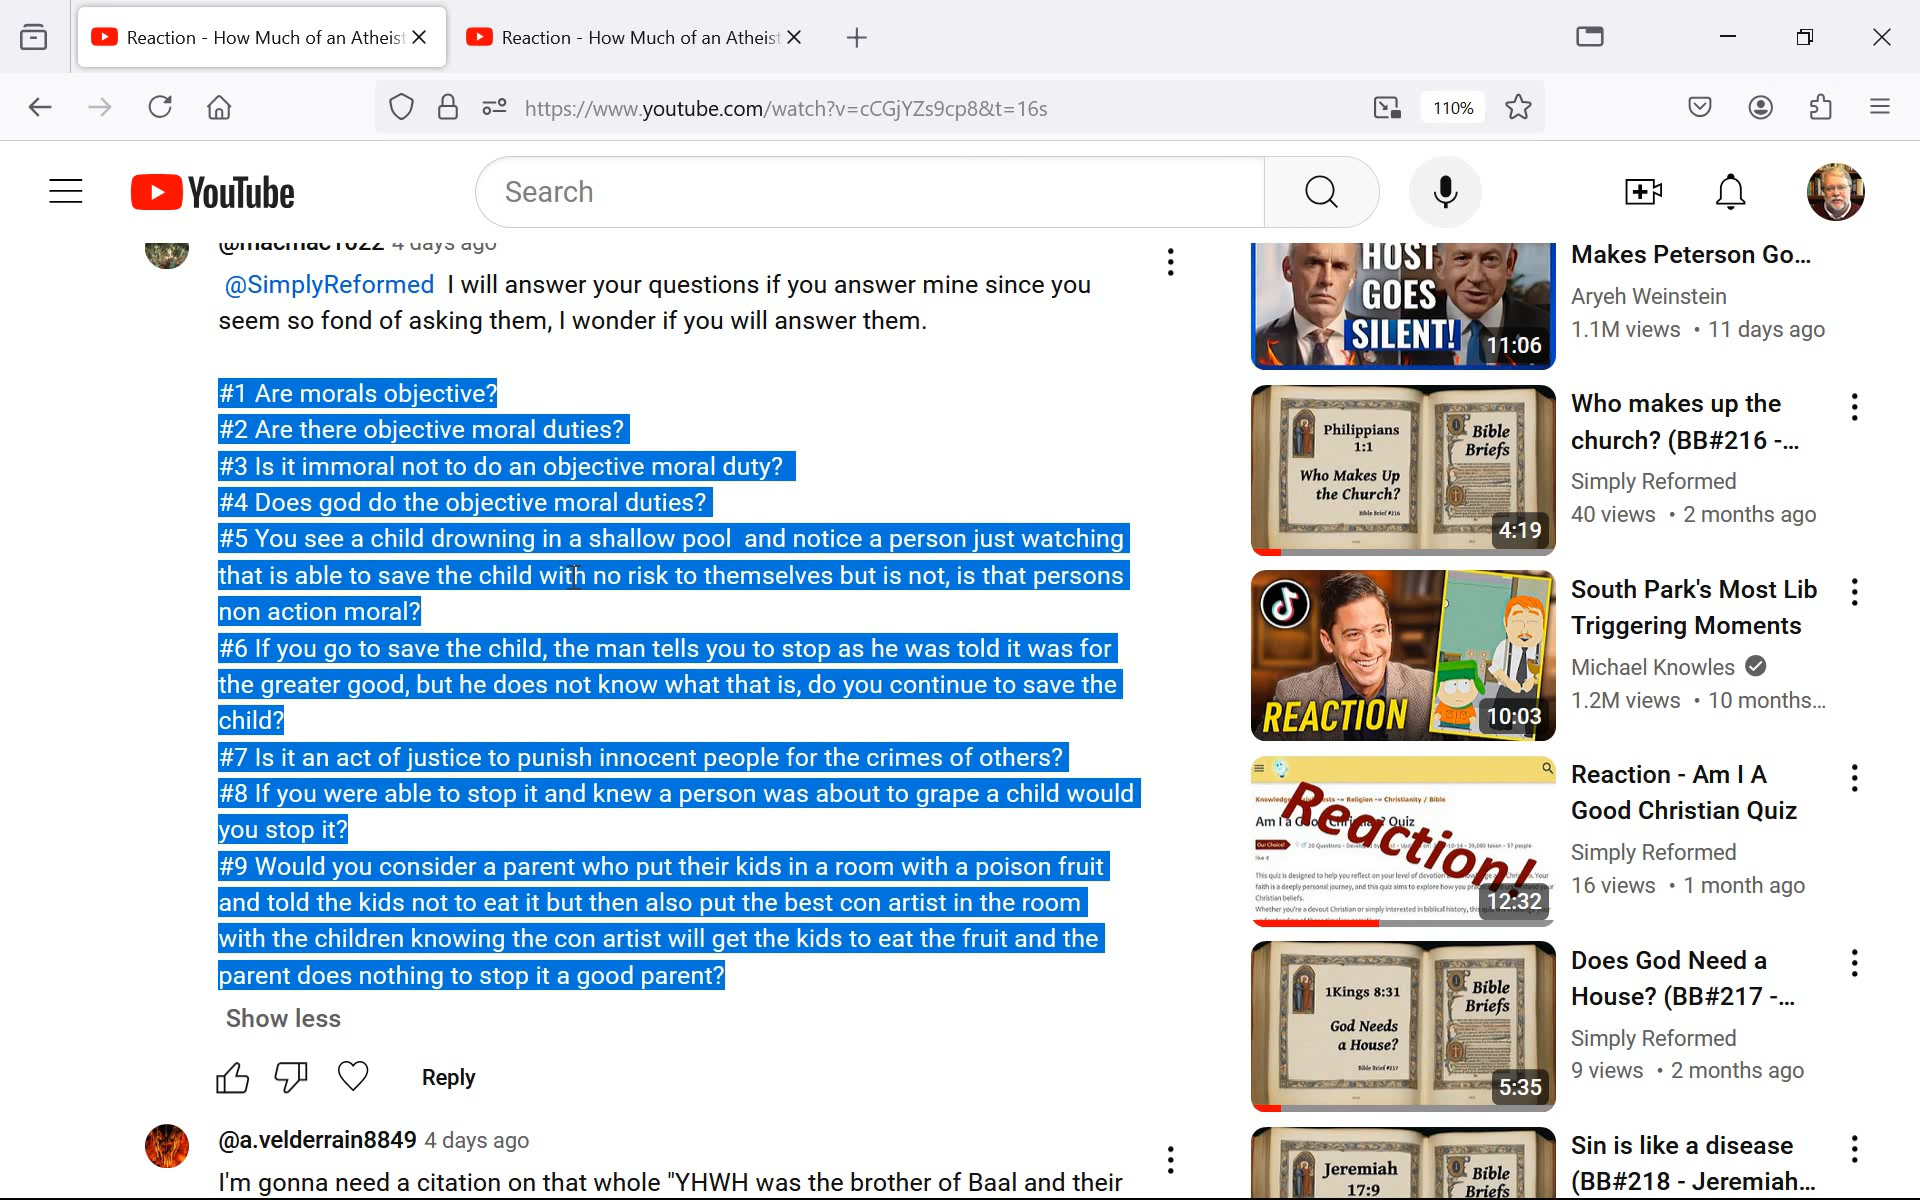 Reaction - How Much of an Atheist
Reaction - How Much of an Atheist
https://www.youtube.com/watch?v=cCGjYZs9cp8&t=16s
110%
YouTube
Search
@macmac1022 4 days ago
@SimplyReformed I will answer your questions if you answer mine since you
seem so fond of asking them, I wonder if you will answer them.
#1 Are morals objective?
#2 Are there objective moral duties?
#3 Is it immoral not to do an objective moral duty?
#4 Does god do the objective moral duties?
#5 You see a child drowning in a shallow pool and notice a person just watching
that is able to save the child with no risk to themselves but is not, is that persons
non action moral?
#6 If you go to save the child, the man tells you to stop as he was told it was for
the greater good, but he does not know what that is, do you continue to save the
child?
#7 Is it an act of justice to punish innocent people for the crimes of others?
#8 If you were able to stop it and knew a person was about to grape a child would
you stop it?
#9 Would you consider a parent who put their kids in a room with a poison fruit
and told the kids not to eat it but then also put the best con artist in the room
with the children knowing the con artist will get the kids to eat the fruit and the
parent does nothing to stop it a good parent?
Show less
Reply
@a.velderrain8849 4 days ago
I'm gonna need a citation on that whole "YHWH was the brother of Baal and their
HOST
GOES
SILENT!
11:06
Makes Peterson Go...
Aryeh Weinstein
1.1M views • 11 days ago
Philippians
1:1
Who Makes Up
the Church?
Bible Brief #216
Bible
Briefs
4:19
Who makes up the
church? (BB#216 -...
Simply Reformed
40 views • 2 months ago
REACTION
10:03
South Park's Most Lib
Triggering Moments
Michael Knowles
1.2M views • 10 months...
Am I a Good Christian? Quiz
Reaction!
12:32
Reaction - Am I A
Good Christian Quiz
Simply Reformed
16 views • 1 month ago
1Kings 8:31
God Needs
a House?
Bible Brief #217
Bible
Briefs
5:35
Does God Need a
House? (BB#217 -...
Simply Reformed
9 views • 2 months ago
Jeremiah
17:9
Bible
Briefs
Sin is like a disease
(BB#218 - Jeremiah...